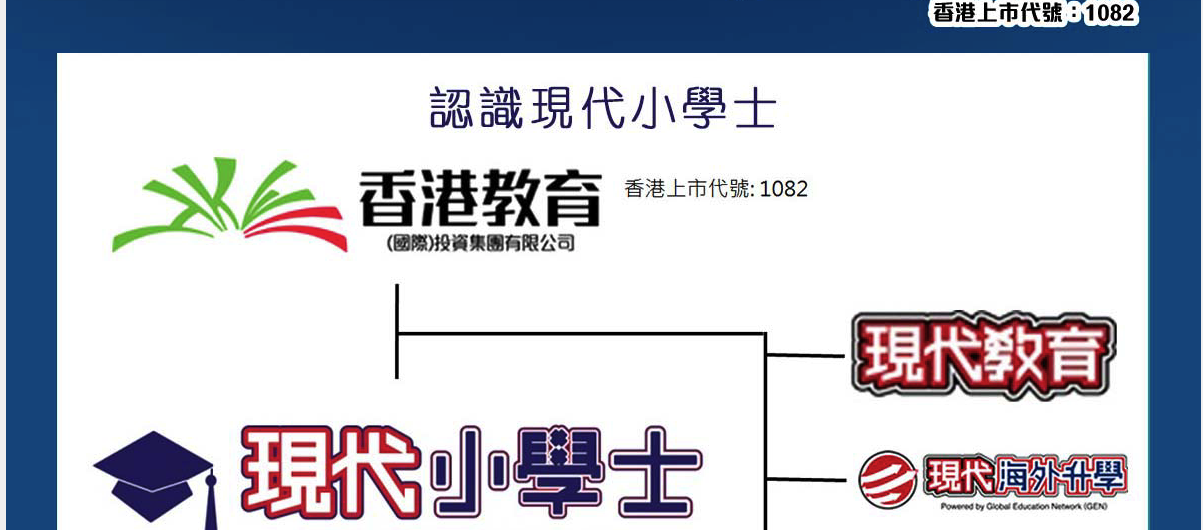 香港上市代號：1082
認識現代小學士
香港教育
香港上市代號: 1082
(國際)投資集團有限公司
現代教育
現代小學士
現代海外升學
Powered by Global Education Network (GEN)